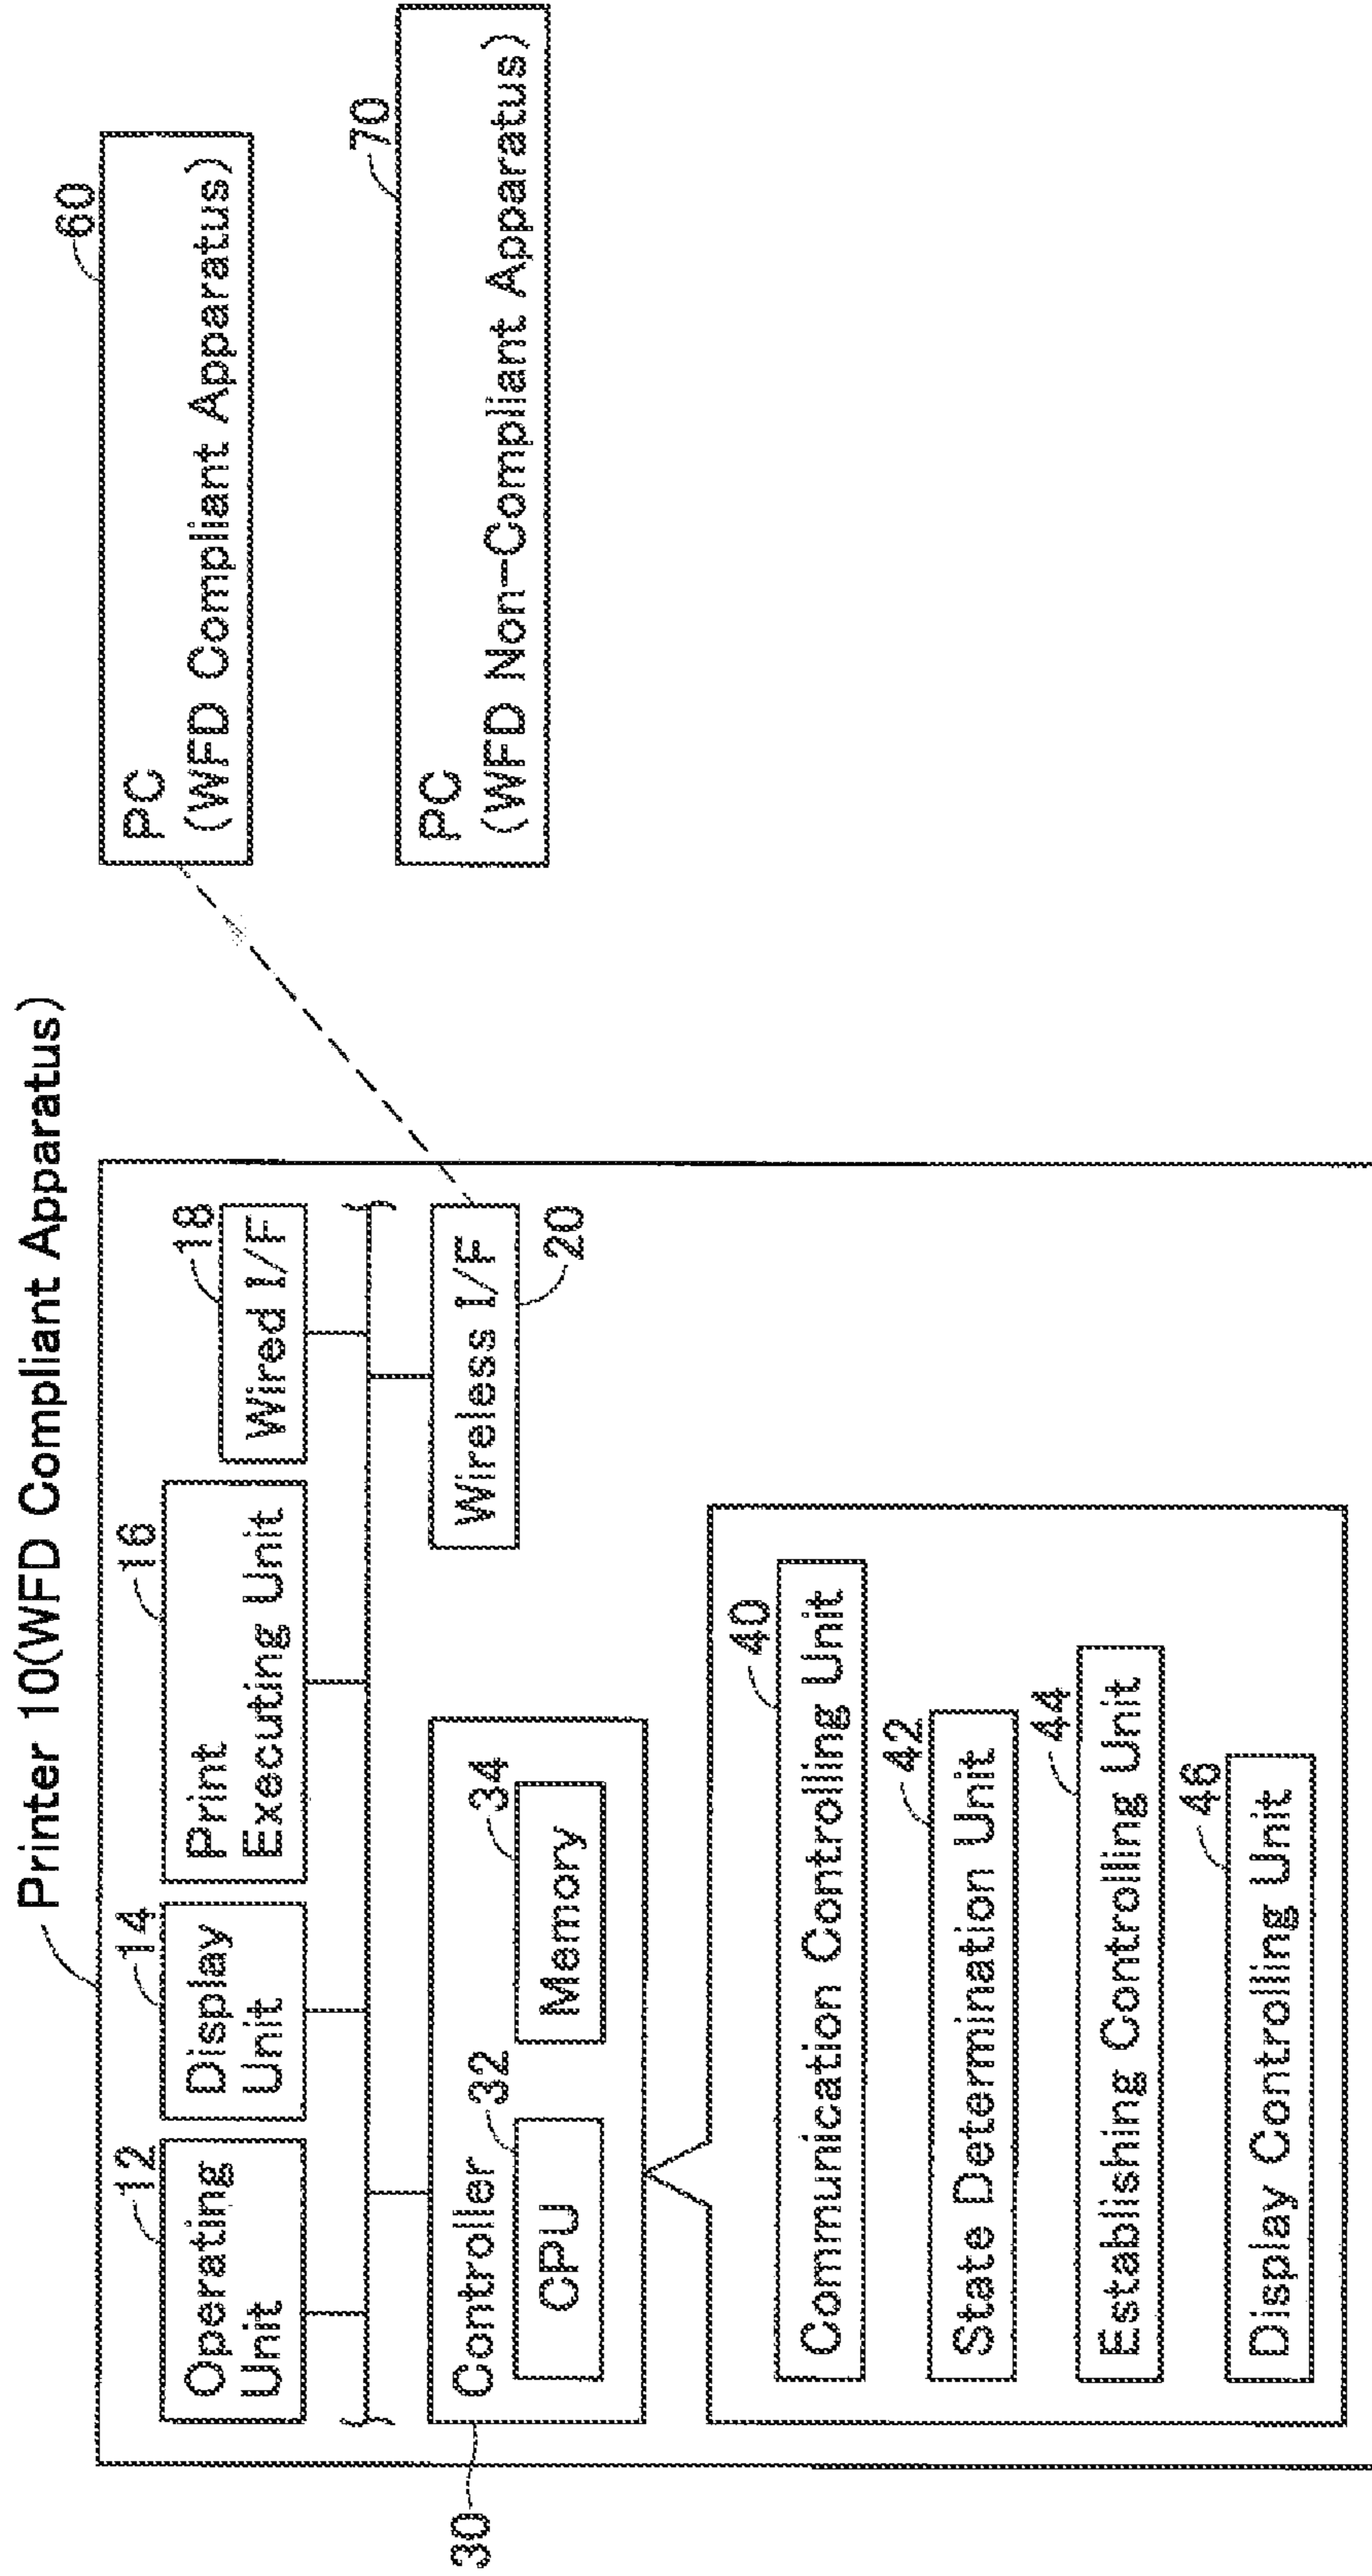 Printer 10(WFD Compliant Apparatus)
12
Operating
Unit
14
Display
Unit
16
Print
Executing Unit
18
Wired I/F
Wireless I/F
20
30
Controller
32
CPU
34
Memory
40
Communication Controlling Unit
42
State Determination Unit
44
Establishing Controlling Unit
46
Display Controlling Unit
60
PC
(WFD Compliant Apparatus)
70
PC
(WFD Non-Compliant Apparatus)